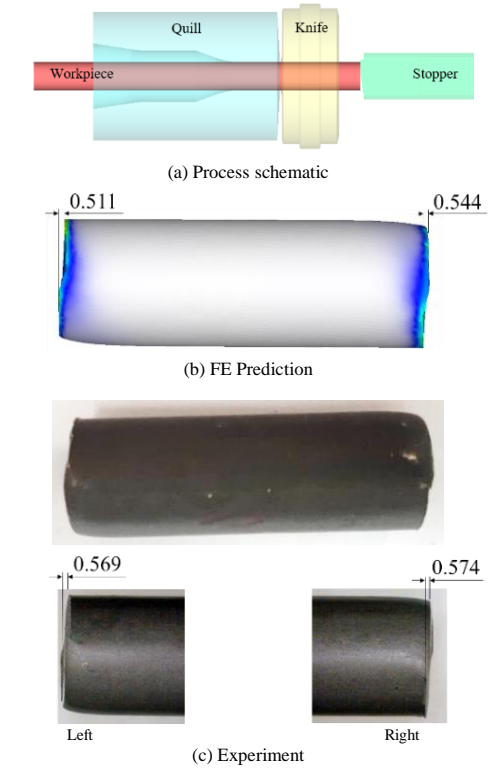 Quill
Knife
Workpiece
Stopper
(a) Process schematic
0.511
0.544
(b) FE Prediction
0.569
0.574
Left
Right
(c) Experiment